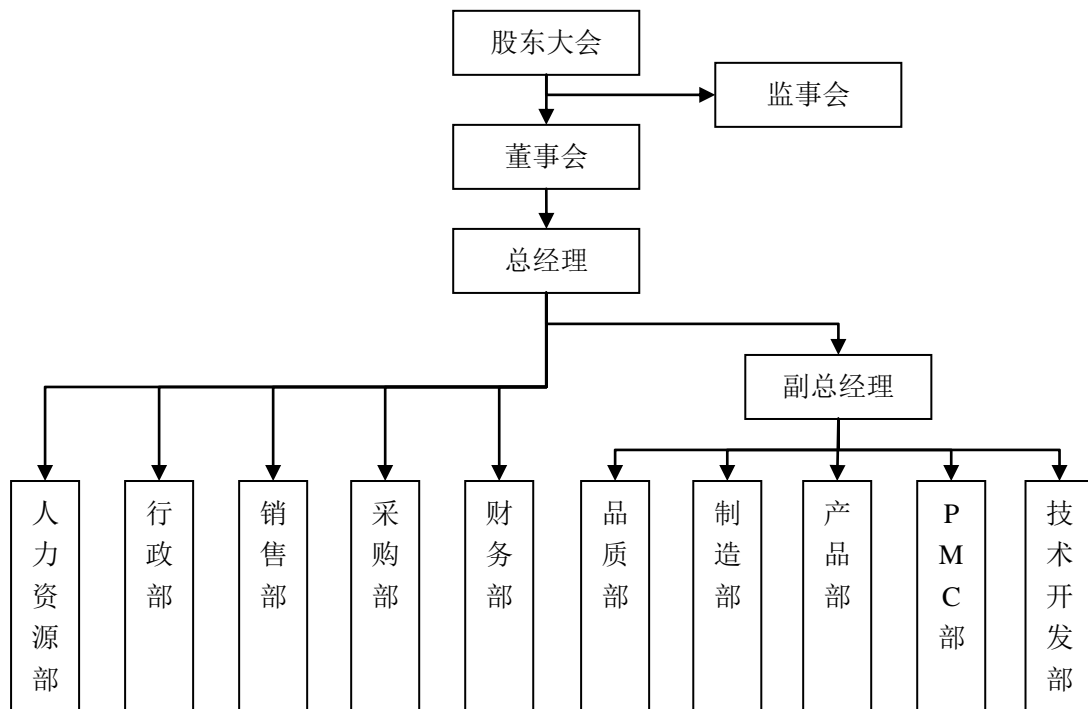 股东大会
监事会
董事会
总经理
副总经理
人力资源部
行政部
销售部
采购部
财务部
品质部
制造部
产品部
PMC部
技术开发部